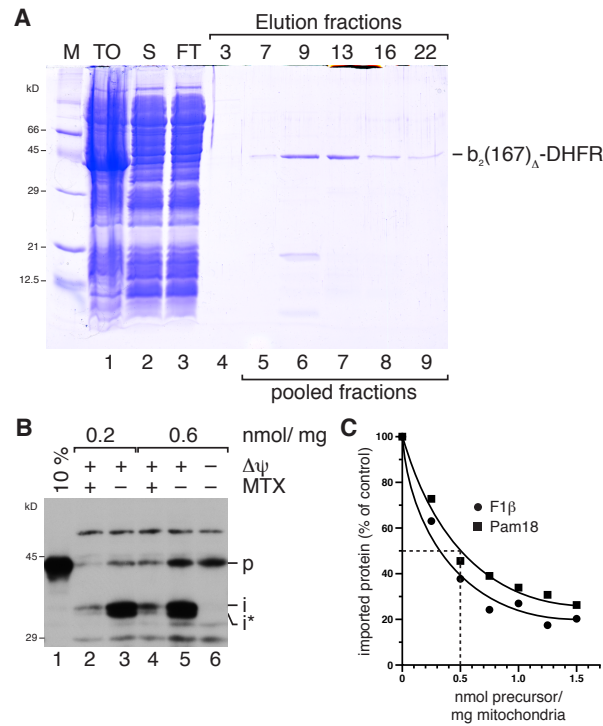 A
Elution fractions
M TO S FT 3 7 9 13 16 22
kD
66
45
29
21
12.5
b₂(167)Δ-DHFR
1 2 3 4 5 6 7 8 9
pooled fractions
B
0.2 0.6 nmol/ mg
10 %
+ + + + − Δψ
+ − + − − MTX
kD
45
29
p
i
i*
1 2 3 4 5 6
C
100
80
60
40
20
0
imported protein (% of control)
F1β
Pam18
0 0.5 1.0 1.5
nmol precursor/
mg mitochondria